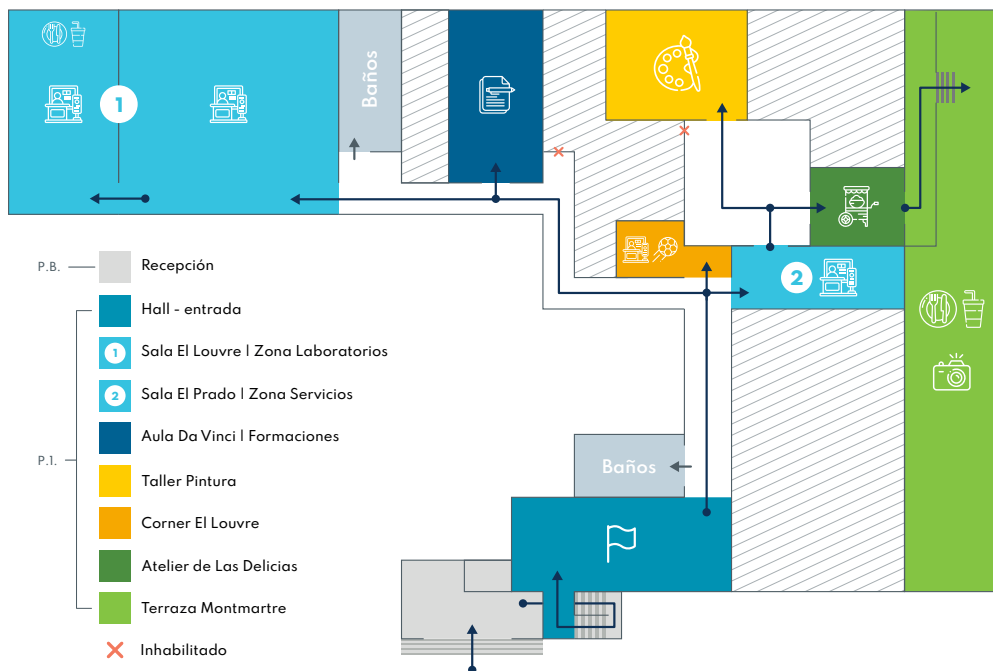 1
Baños
2
P.B.
Recepción
Hall - entrada
1 Sala El Louvre | Zona Laboratorios
2 Sala El Prado | Zona Servicios
P.1.
Aula Da Vinci | Formaciones
Baños
Taller Pintura
Corner El Louvre
Atelier de Las Delicias
Terraza Montmartre
Inhabilitado